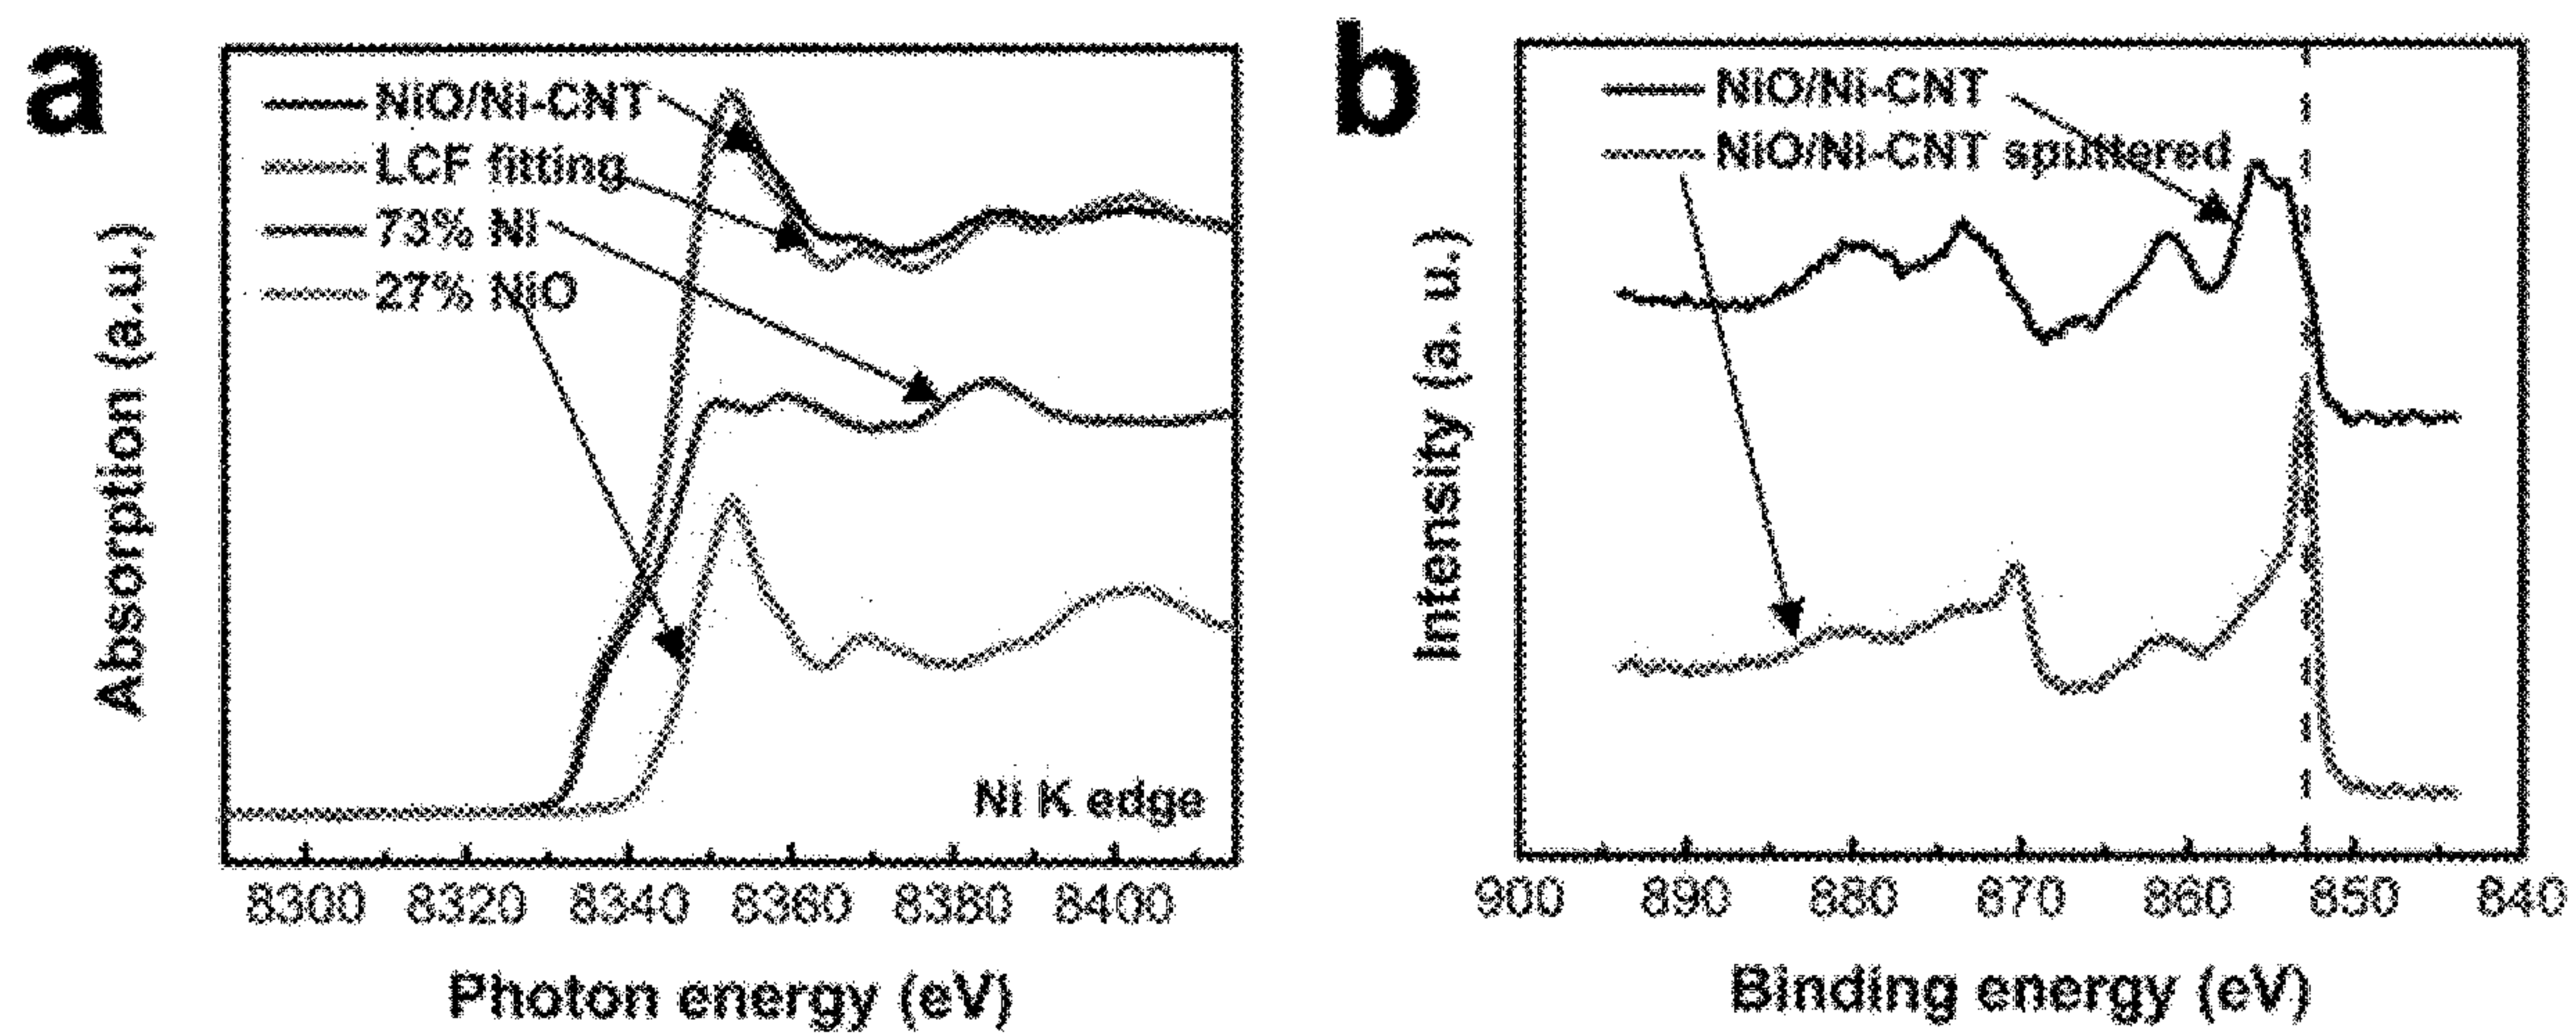 a
NiO/Ni-CNT
LCF fitting
73% Ni
27% NiO
Absorption (a.u.)
Ni K edge
8300 8320 8340 8360 8380 8400
Photon energy (eV)
b
NiO/Ni-CNT
NiO/Ni-CNT sputtered
Intensity (a. u.)
900 890 880 870 860 850 840
Binding energy (eV)